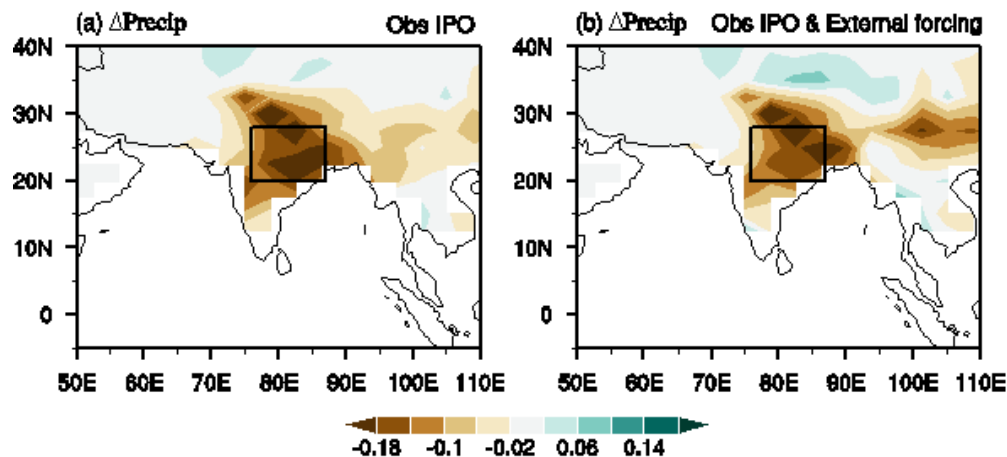 (a) ΔPrecip Obs IPO
(b) ΔPrecip Obs IPO & External forcing
40N
30N
20N
10N
0
50E 60E 70E 80E 90E 100E 110E
40N
30N
20N
10N
0
50E 60E 70E 80E 90E 100E 110E
-0.18 -0.1 -0.02 0.06 0.14